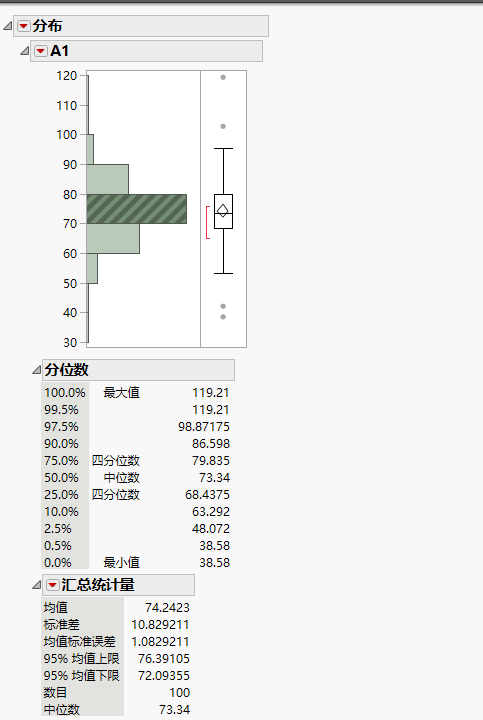 分布
A1
120
110
100
90
80
70
60
50
40
30
分位数
100.0% 最大值 119.21
99.5% 119.21
97.5% 98.87175
90.0% 86.598
75.0% 四分位数 79.835
50.0% 中位数 73.34
25.0% 四分位数 68.4375
10.0% 63.292
2.5% 48.072
0.5% 38.58
0.0% 最小值 38.58
汇总统计量
均值 74.2423
标准差 10.829211
均值标准误差 1.0829211
95% 均值上限 76.39105
95% 均值下限 72.09355
数目 100
中位数 73.34